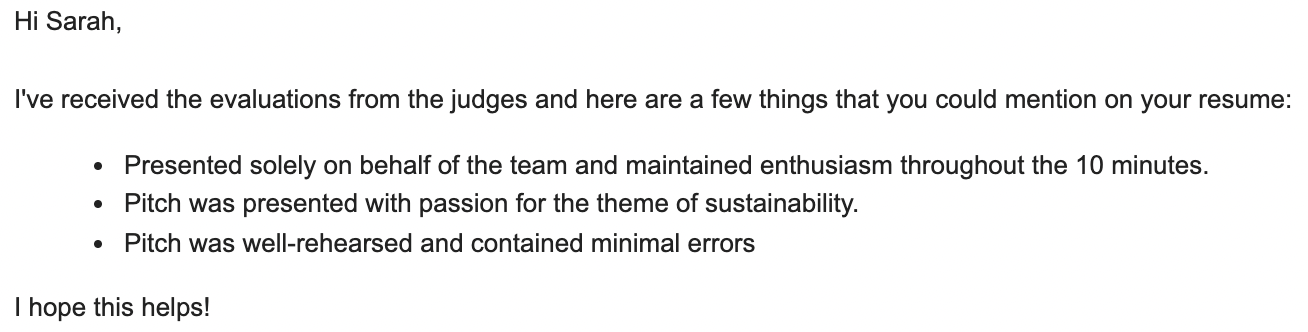 Hi Sarah,
I've received the evaluations from the judges and here are a few things that you could mention on your resume:
• Presented solely on behalf of the team and maintained enthusiasm throughout the 10 minutes.
• Pitch was presented with passion for the theme of sustainability.
• Pitch was well-rehearsed and contained minimal errors
I hope this helps!